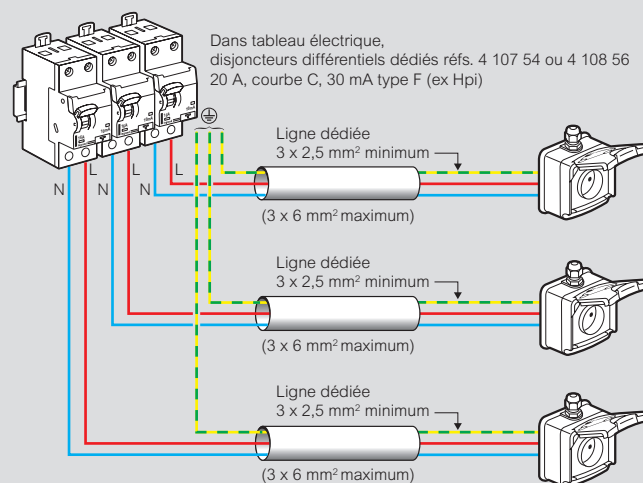 Dans tableau électrique,
disjoncteurs différentiels dédiés réfs. 4 107 54 ou 4 108 56
20 A, courbe C, 30 mA type F (ex Hpi)
N L N L N L
Ligne dédiée
3 x 2,5 mm² minimum
(3 x 6 mm² maximum)
Ligne dédiée
3 x 2,5 mm² minimum
(3 x 6 mm² maximum)
Ligne dédiée
3 x 2,5 mm² minimum
(3 x 6 mm² maximum)